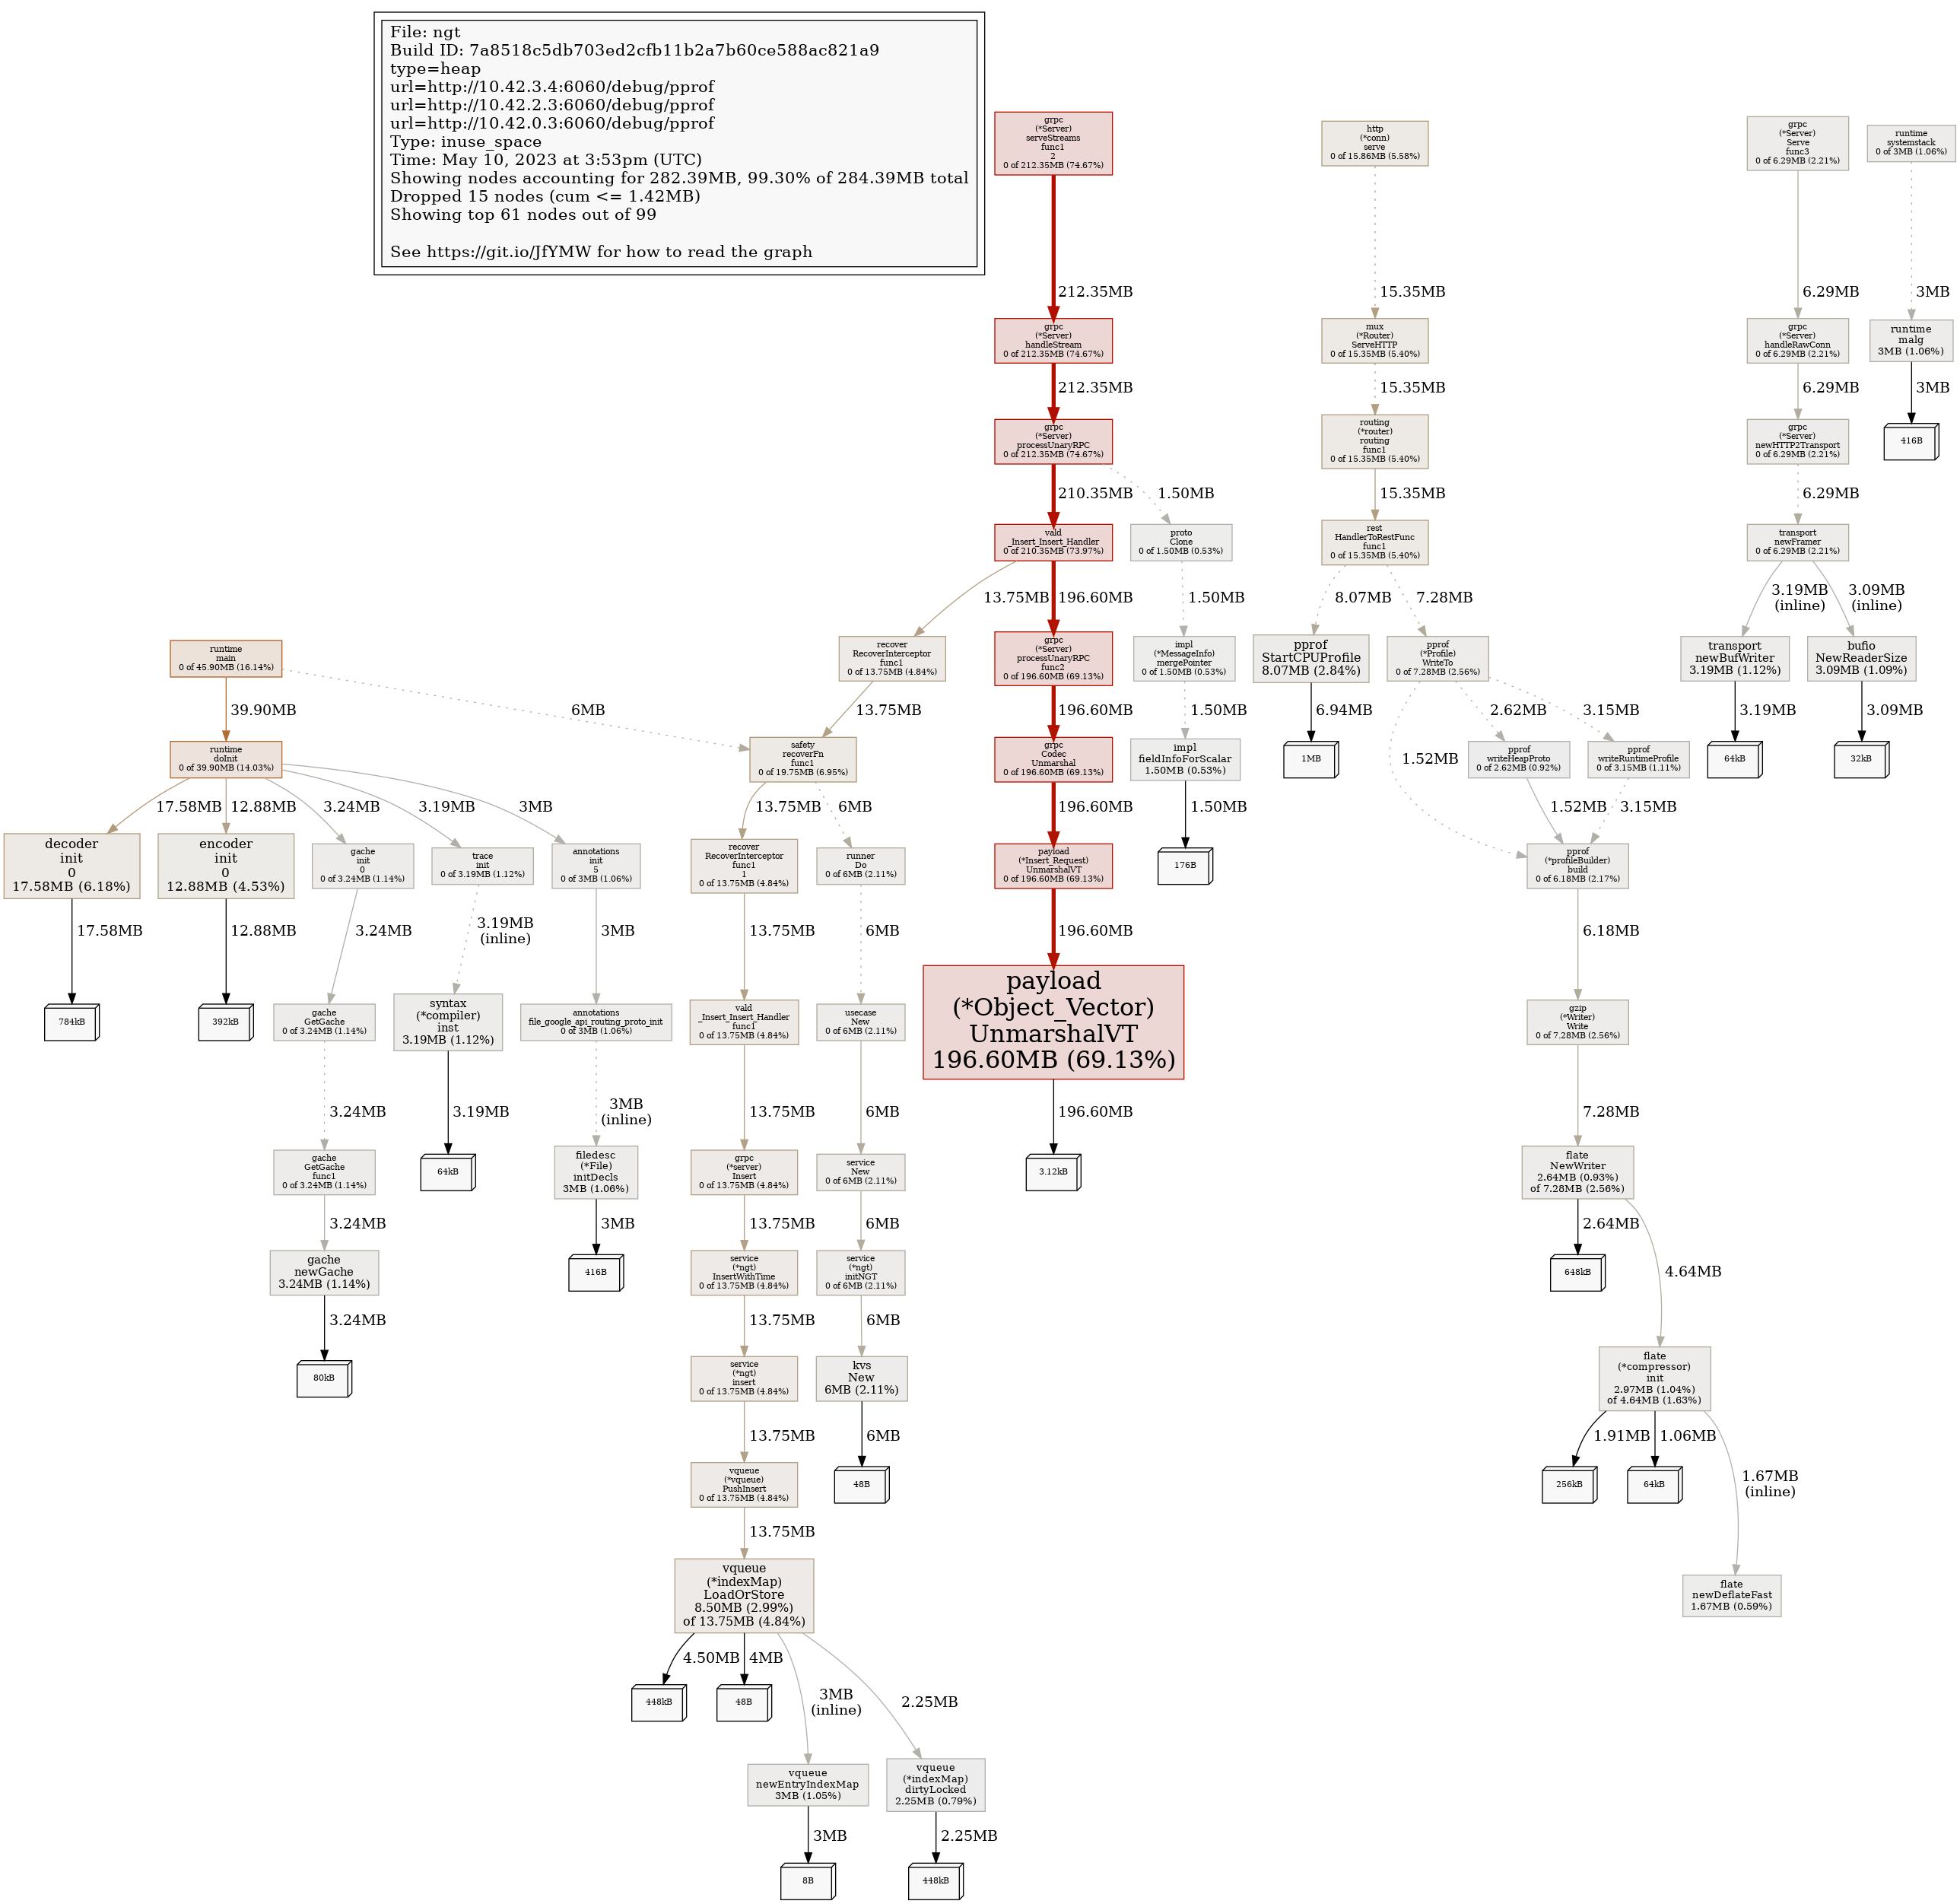 File: ngt
Build ID: 7a8518c5db703ed2cfb11b2a7b60ce588ac821a9
type=heap
url=http://10.42.3.4:6060/debug/pprof
url=http://10.42.2.3:6060/debug/pprof
url=http://10.42.0.3:6060/debug/pprof
Type: inuse_space
Time: May 10, 2023 at 3:53pm (UTC)
Showing nodes accounting for 282.39MB, 99.30% of 284.39MB total
Dropped 15 nodes (cum <= 1.42MB)
Showing top 61 nodes out of 99
See https://git.io/JfYMW for how to read the graph
grpc
(*Server)
serveStreams
func1
2
0 of 212.35MB (74.67%)
http
(*conn)
serve
0 of 15.86MB (5.58%)
grpc
(*Server)
Serve
func3
0 of 6.29MB (2.21%)
runtime
systemstack
0 of 3MB (1.06%)
212.35MB
15.35MB
6.29MB
3MB
grpc
(*Server)
handleStream
0 of 212.35MB (74.67%)
mux
(*Router)
ServeHTTP
0 of 15.35MB (5.40%)
grpc
(*Server)
handleRawConn
0 of 6.29MB (2.21%)
runtime
malg
3MB (1.06%)
212.35MB
15.35MB
6.29MB
3MB
grpc
(*Server)
processUnaryRPC
0 of 212.35MB (74.67%)
routing
(*router)
routing
func1
0 of 15.35MB (5.40%)
grpc
(*Server)
newHTTP2Transport
0 of 6.29MB (2.21%)
416B
210.35MB
1.50MB
15.35MB
6.29MB
vald
_Insert_Insert_Handler
0 of 210.35MB (73.97%)
proto
Clone
0 of 1.50MB (0.53%)
rest
HandlerToRestFunc
func1
0 of 15.35MB (5.40%)
transport
newFramer
0 of 6.29MB (2.21%)
13.75MB
196.60MB
1.50MB
8.07MB
7.28MB
3.19MB
(inline)
3.09MB
(inline)
runtime
main
0 of 45.90MB (16.14%)
recover
RecoverInterceptor
func1
0 of 13.75MB (4.84%)
grpc
(*Server)
processUnaryRPC
func2
0 of 196.60MB (69.13%)
impl
(*MessageInfo)
mergePointer
0 of 1.50MB (0.53%)
pprof
StartCPUProfile
8.07MB (2.84%)
pprof
(*Profile)
WriteTo
0 of 7.28MB (2.56%)
transport
newBufWriter
3.19MB (1.12%)
bufio
NewReaderSize
3.09MB (1.09%)
39.90MB
6MB
13.75MB
196.60MB
1.50MB
6.94MB
1.52MB
2.62MB
3.15MB
3.19MB
3.09MB
runtime
doInit
0 of 39.90MB (14.03%)
safety
recoverFn
func1
0 of 19.75MB (6.95%)
grpc
Codec
Unmarshal
0 of 196.60MB (69.13%)
impl
fieldInfoForScalar
1.50MB (0.53%)
1MB
pprof
writeHeapProto
0 of 2.62MB (0.92%)
pprof
writeRuntimeProfile
0 of 3.15MB (1.11%)
64kB
32kB
17.58MB
12.88MB
3.24MB
3.19MB
3MB
13.75MB
6MB
196.60MB
1.50MB
1.52MB
3.15MB
decoder
init
0
17.58MB (6.18%)
encoder
init
0
12.88MB (4.53%)
gache
init
0
0 of 3.24MB (1.14%)
trace
init
0 of 3.19MB (1.12%)
annotations
init
5
0 of 3MB (1.06%)
recover
RecoverInterceptor
func1
1
0 of 13.75MB (4.84%)
runner
Do
0 of 6MB (2.11%)
payload
(*Insert_Request)
UnmarshalVT
0 of 196.60MB (69.13%)
176B
pprof
(*profileBuilder)
build
0 of 6.18MB (2.17%)
17.58MB
12.88MB
3.24MB
3.19MB
(inline)
3MB
13.75MB
6MB
196.60MB
6.18MB
784kB
392kB
gache
GetGache
0 of 3.24MB (1.14%)
syntax
(*compiler)
inst
3.19MB (1.12%)
annotations
file_google_api_routing_proto_init
0 of 3MB (1.06%)
vald
_Insert_Insert_Handler
func1
0 of 13.75MB (4.84%)
usecase
New
0 of 6MB (2.11%)
payload
(*Object_Vector)
UnmarshalVT
196.60MB (69.13%)
gzip
(*Writer)
Write
0 of 7.28MB (2.56%)
3.24MB
3.19MB
3MB
(inline)
13.75MB
6MB
196.60MB
7.28MB
gache
GetGache
func1
0 of 3.24MB (1.14%)
64kB
filedesc
(*File)
initDecls
3MB (1.06%)
grpc
(*server)
Insert
0 of 13.75MB (4.84%)
service
New
0 of 6MB (2.11%)
3.12kB
flate
NewWriter
2.64MB (0.93%)
of 7.28MB (2.56%)
3.24MB
3MB
13.75MB
6MB
2.64MB
4.64MB
gache
newGache
3.24MB (1.14%)
416B
service
(*ngt)
InsertWithTime
0 of 13.75MB (4.84%)
service
(*ngt)
initNGT
0 of 6MB (2.11%)
648kB
3.24MB
13.75MB
6MB
80kB
service
(*ngt)
insert
0 of 13.75MB (4.84%)
kvs
New
6MB (2.11%)
flate
(*compressor)
init
2.97MB (1.04%)
of 4.64MB (1.63%)
13.75MB
6MB
1.91MB
1.06MB
1.67MB
(inline)
vqueue
(*vqueue)
PushInsert
0 of 13.75MB (4.84%)
48B
256kB
64kB
13.75MB
vqueue
(*indexMap)
LoadOrStore
8.50MB (2.99%)
of 13.75MB (4.84%)
flate
newDeflateFast
1.67MB (0.59%)
4.50MB
4MB
3MB
(inline)
2.25MB
448kB
48B
vqueue
newEntryIndexMap
3MB (1.05%)
vqueue
(*indexMap)
dirtyLocked
2.25MB (0.79%)
3MB
2.25MB
8B
448kB